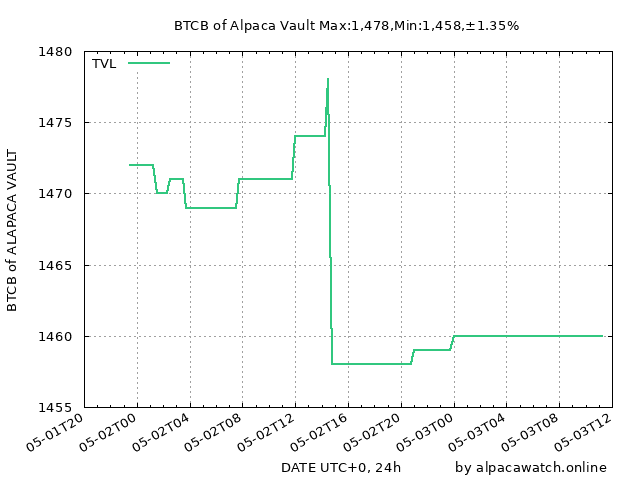 BTCB of Alpaca Vault Max:1,478,Min:1,458,±1.35%
TVL
BTCB of ALAPACA VAULT
1480
1475
1470
1465
1460
1455
05-01T20
05-02T00
05-02T04
05-02T08
05-02T12
05-02T16
05-02T20
05-03T00
05-03T04
05-03T08
05-03T12
DATE UTC+0, 24h
by alpacawatch.online